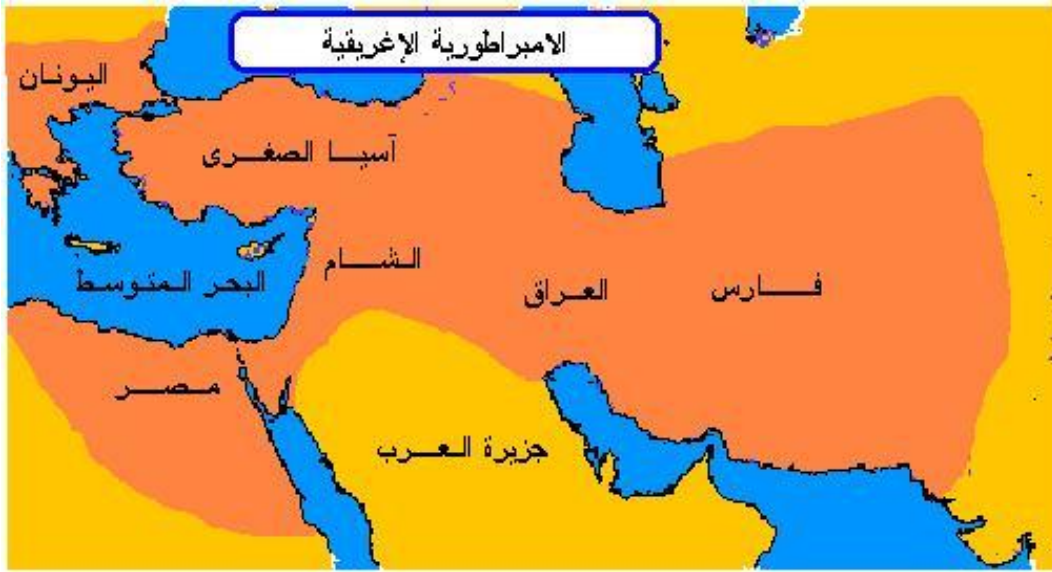 الامبراطورية الإغريقية
اليونان
آسيا الصغرى
الشام
البحر المتوسط
العراق
فارس
مصر
جزيرة العرب